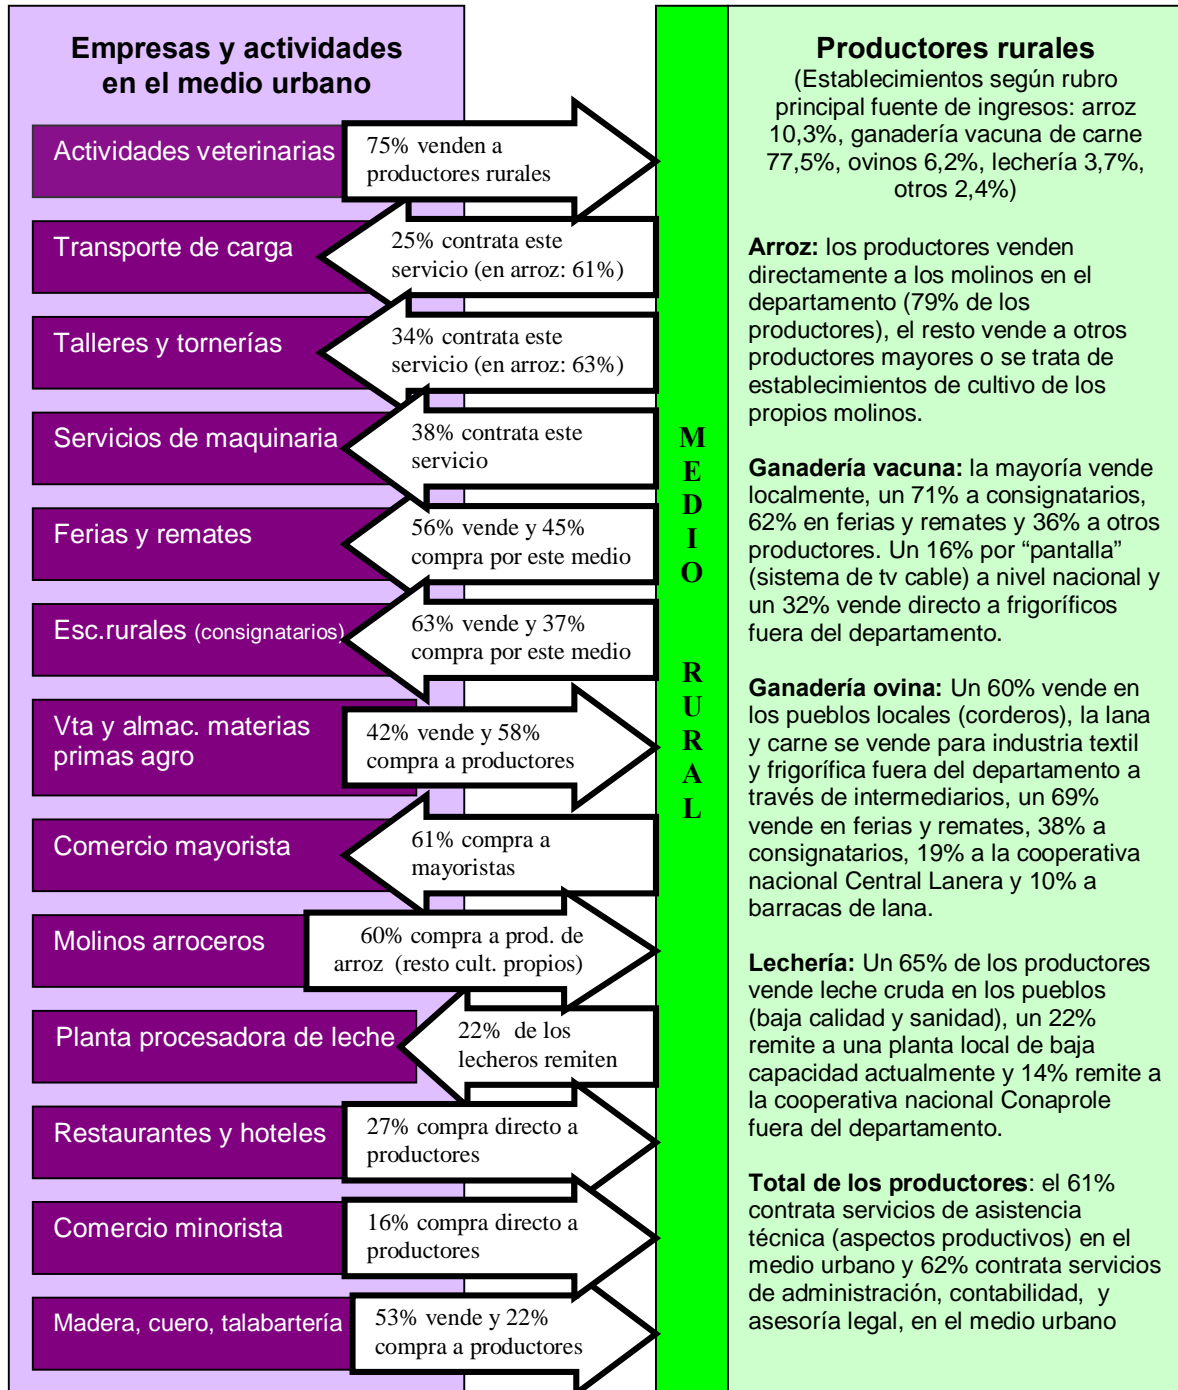 Empresas y actividades
en el medio urbano
Actividades veterinarias
75% venden a
productores rurales
Transporte de carga
25% contrata este
servicio (en arroz: 61%)
Talleres y tornerías
34% contrata este
servicio (en arroz: 63%)
Servicios de maquinaria
38% contrata este
servicio
Ferias y remates
56% vende y 45%
compra por este medio
Esc.rurales (consignatarios)
63% vende y 37%
compra por este medio
Vta y almac. materias
primas agro
42% vende y 58%
compra a productores
Comercio mayorista
61% compra a
mayoristas
Molinos arroceros
60% compra a prod. de
arroz (resto cult. propios)
Planta procesadora de leche
22% de los
lecheros remiten
Restaurantes y hoteles
27% compra directo a
productores
Comercio minorista
16% compra directo a
productores
Madera, cuero, talabartería
53% vende y 22%
compra a productores
MEDIO RURAL
Productores rurales
(Establecimientos según rubro
principal fuente de ingresos: arroz
10,3%, ganadería vacuna de carne
77,5%, ovinos 6,2%, lechería 3,7%,
otros 2,4%)
Arroz: los productores venden
directamente a los molinos en el
departamento (79% de los
productores), el resto vende a otros
productores mayores o se trata de
establecimientos de cultivo de los
propios molinos.
Ganadería vacuna: la mayoría vende
localmente, un 71% a consignatarios,
62% en ferias y remates y 36% a otros
productores. Un 16% por “pantalla”
(sistema de tv cable) a nivel nacional y
un 32% vende directo a frigoríficos
fuera del departamento.
Ganadería ovina: Un 60% vende en
los pueblos locales (corderos), la lana
y carne se vende para industria textil
y frigorífica fuera del departamento a
través de intermediarios, un 69%
vende en ferias y remates, 38% a
consignatarios, 19% a la cooperativa
nacional Central Lanera y 10% a
barracas de lana.
Lechería: Un 65% de los productores
vende leche cruda en los pueblos
(baja calidad y sanidad), un 22%
remite a una planta local de baja
capacidad actualmente y 14% remite a
la cooperativa nacional Conaprole
fuera del departamento.
Total de los productores: el 61%
contrata servicios de asistencia
técnica (aspectos productivos) en el
medio urbano y 62% contrata servicios
de administración, contabilidad, y
asesoría legal, en el medio urbano